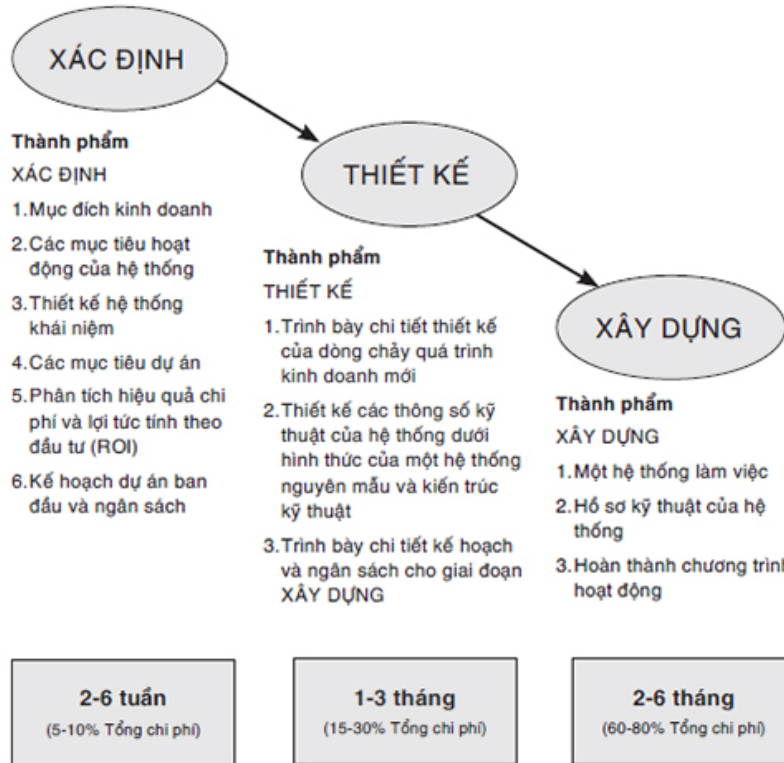 XÁC ĐỊNH
Thành phẩm
XÁC ĐỊNH
1.Mục đích kinh doanh
2.Các mục tiêu hoạt
động của hệ thống
3.Thiết kế hệ thống
khái niệm
4.Các mục tiêu dự án
5.Phân tích hiệu quả chi
phí và lợi tức tính theo
đầu tư (ROI)
6.Kế hoạch dự án ban
đầu và ngân sách
2-6 tuần
(5-10% Tổng chi phí)
THIẾT KẾ
Thành phẩm
THIẾT KẾ
1.Trình bày chi tiết thiết kế
của dòng chảy quá trình
kinh doanh mới
2.Thiết kế các thông số kỹ
thuật của hệ thống dưới
hình thức của một hệ thống
nguyên mẫu và kiến trúc
kỹ thuật
3.Trình bày chi tiết kế hoạch
và ngân sách cho giai đoạn
XÂY DỰNG
1-3 tháng
(15-30% Tổng chi phí)
XÂY DỰNG
Thành phẩm
XÂY DỰNG
1.Một hệ thống làm việc
2.Hồ sơ kỹ thuật của hệ
thống
3.Hoàn thành chương trình
hoạt động
2-6 tháng
(60-80% Tổng chi phí)